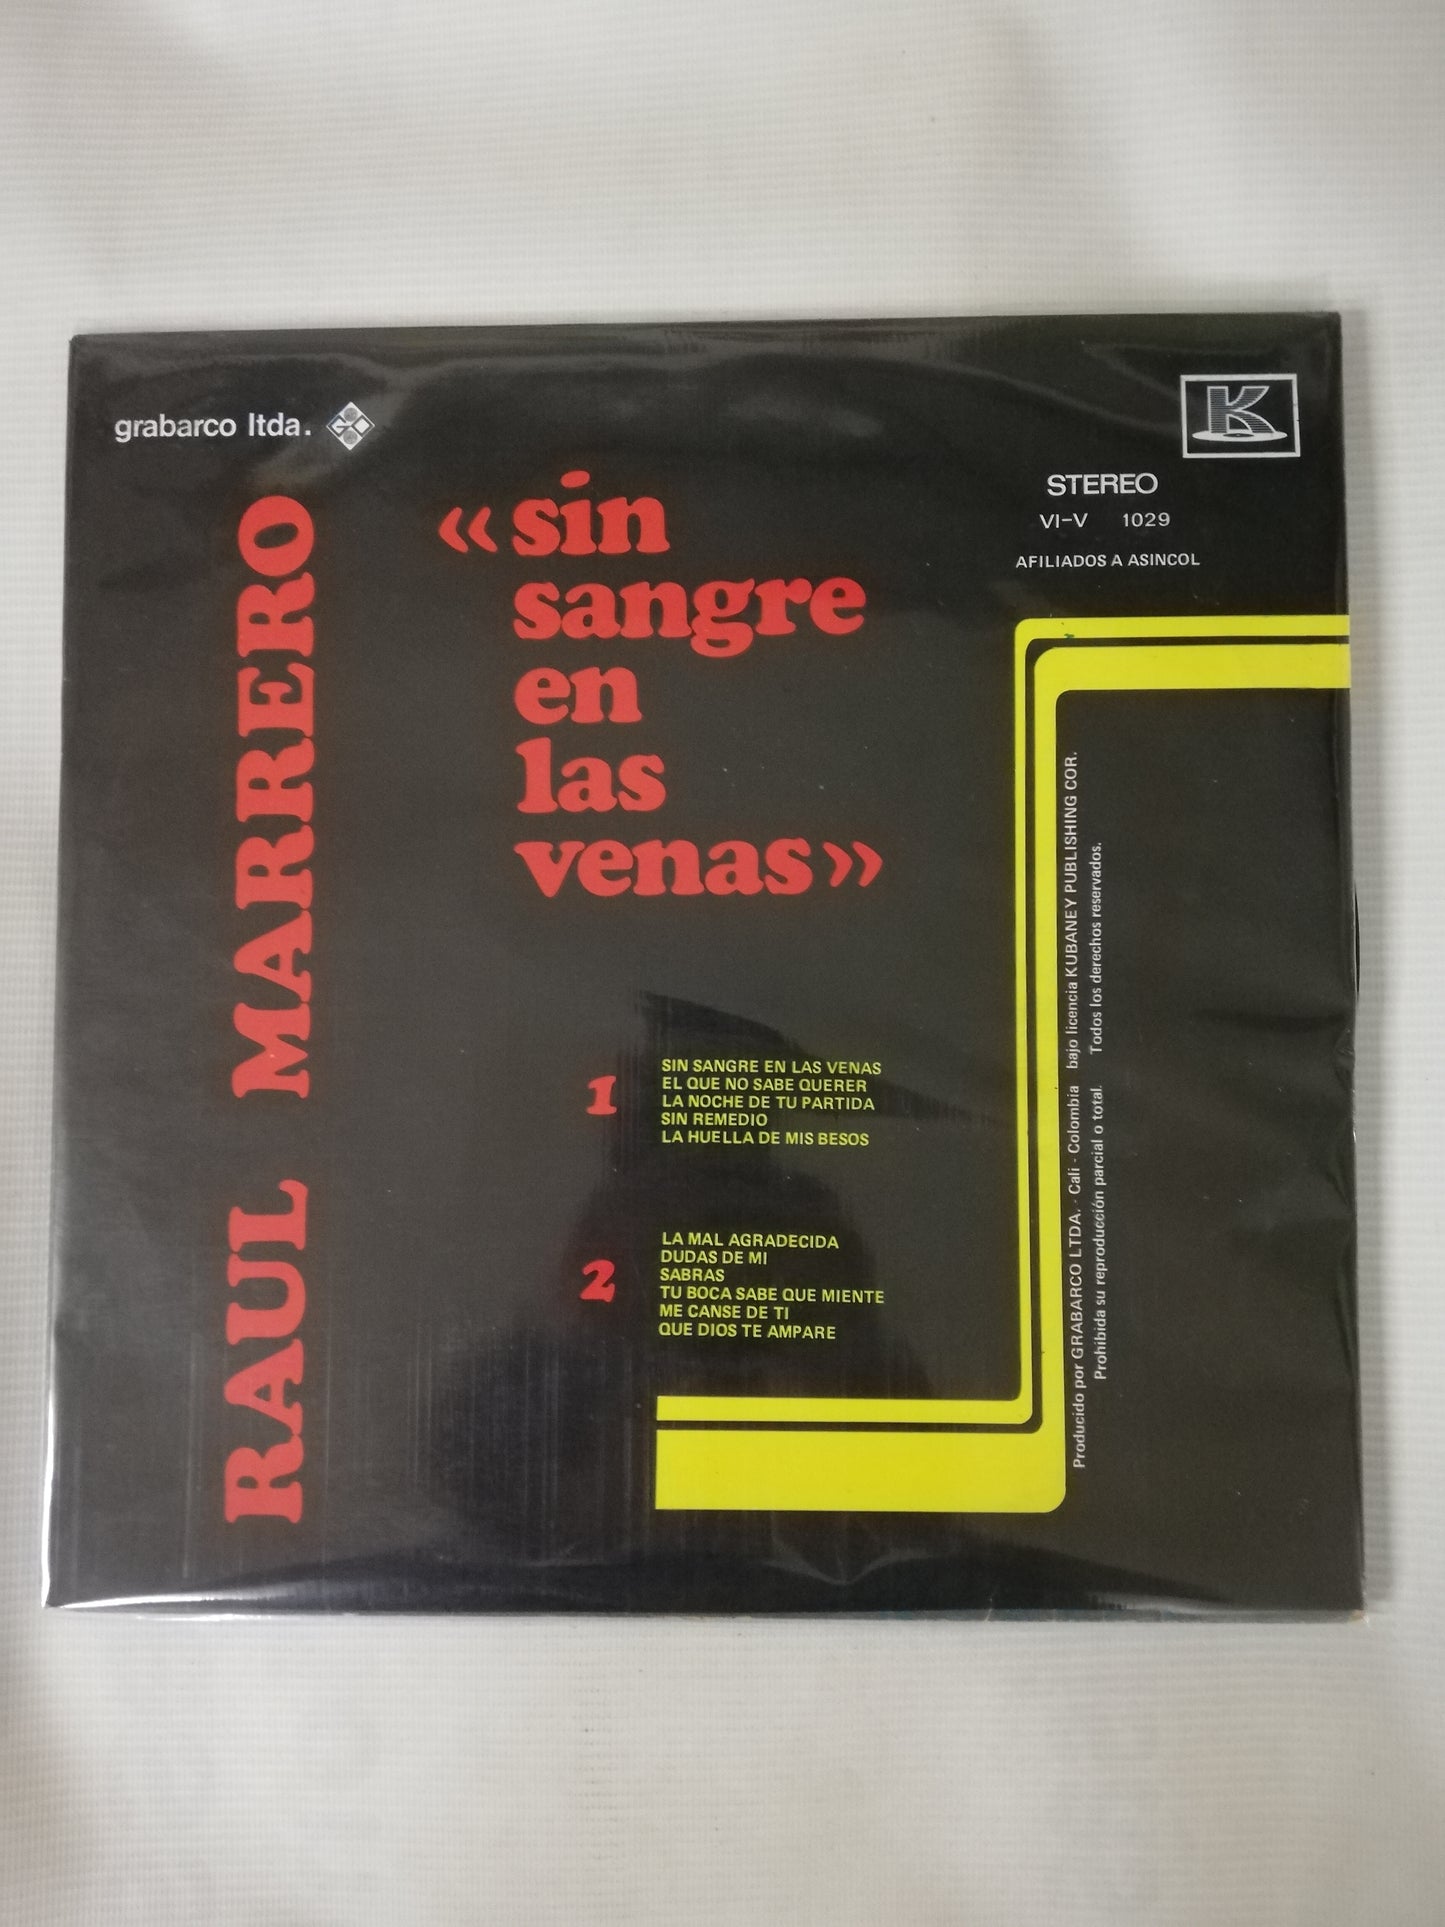 grabarco ltda.
K
STEREO
VI-V 1029
AFILIADOS A ASINCOL
RAUL MARRERO
«sin
sangre
en
las
venas»
1
SIN SANGRE EN LAS VENAS
EL QUE NO SABE QUERER
LA NOCHE DE TU PARTIDA
SIN REMEDIO
LA HUELLA DE MIS BESOS
2
LA MAL AGRADECIDA
DUDAS DE MI
SABRAS
TU BOCA SABE QUE MIENTE
ME CANSE DE TI
QUE DIOS TE AMPARE
Producido por GRABARCO LTDA. · Cali - Colombia bajo licencia KUBANEY PUBLISHING COR.
Prohibida su reproducción parcial o total. Todos los derechos reservados.